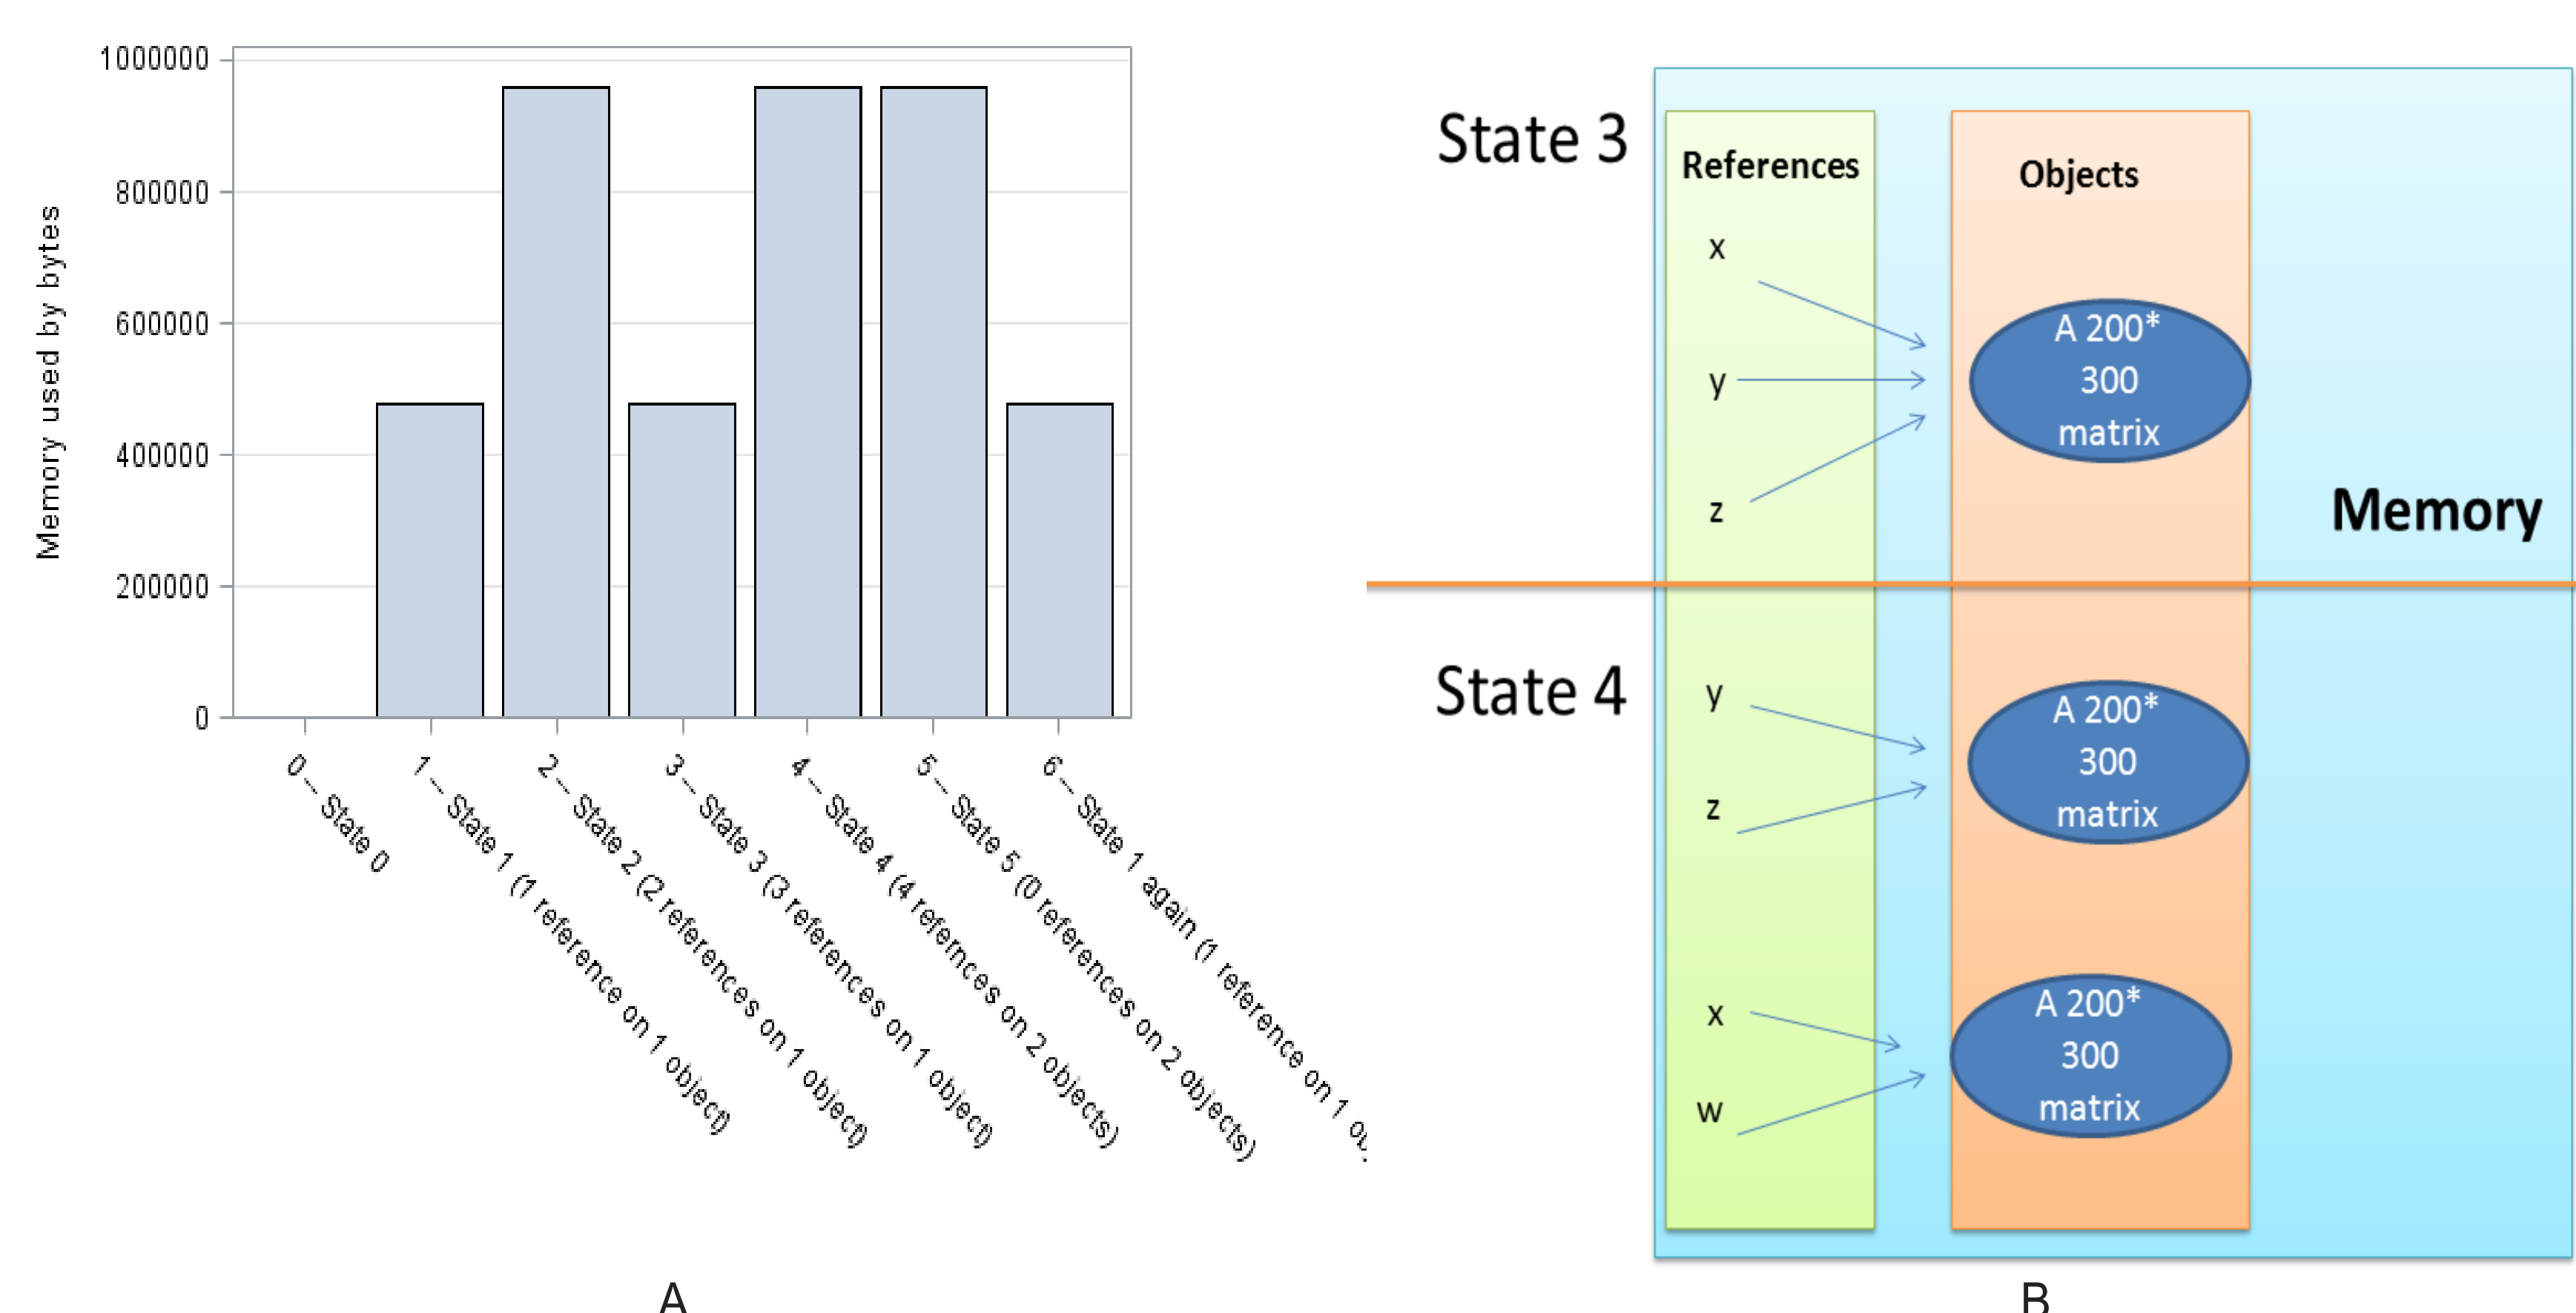 1000000
800000
600000
400000
200000
0
Memory used by bytes
0--- State 0
1--- State 1 (1 reference on 1 object)
2--- State 2 (2 references on 1 object)
3--- State 3 (3 references on 1 object)
4--- State 4 (4 refernces on 2 objects)
5--- State 5 (0 references on 2 objects)
6--- State 1 again (1 reference on 1
A
State 3
References
Objects
x
y
z
A 200*
300
matrix
Memory
State 4
y
z
A 200*
300
matrix
x
w
A 200*
300
matrix
B